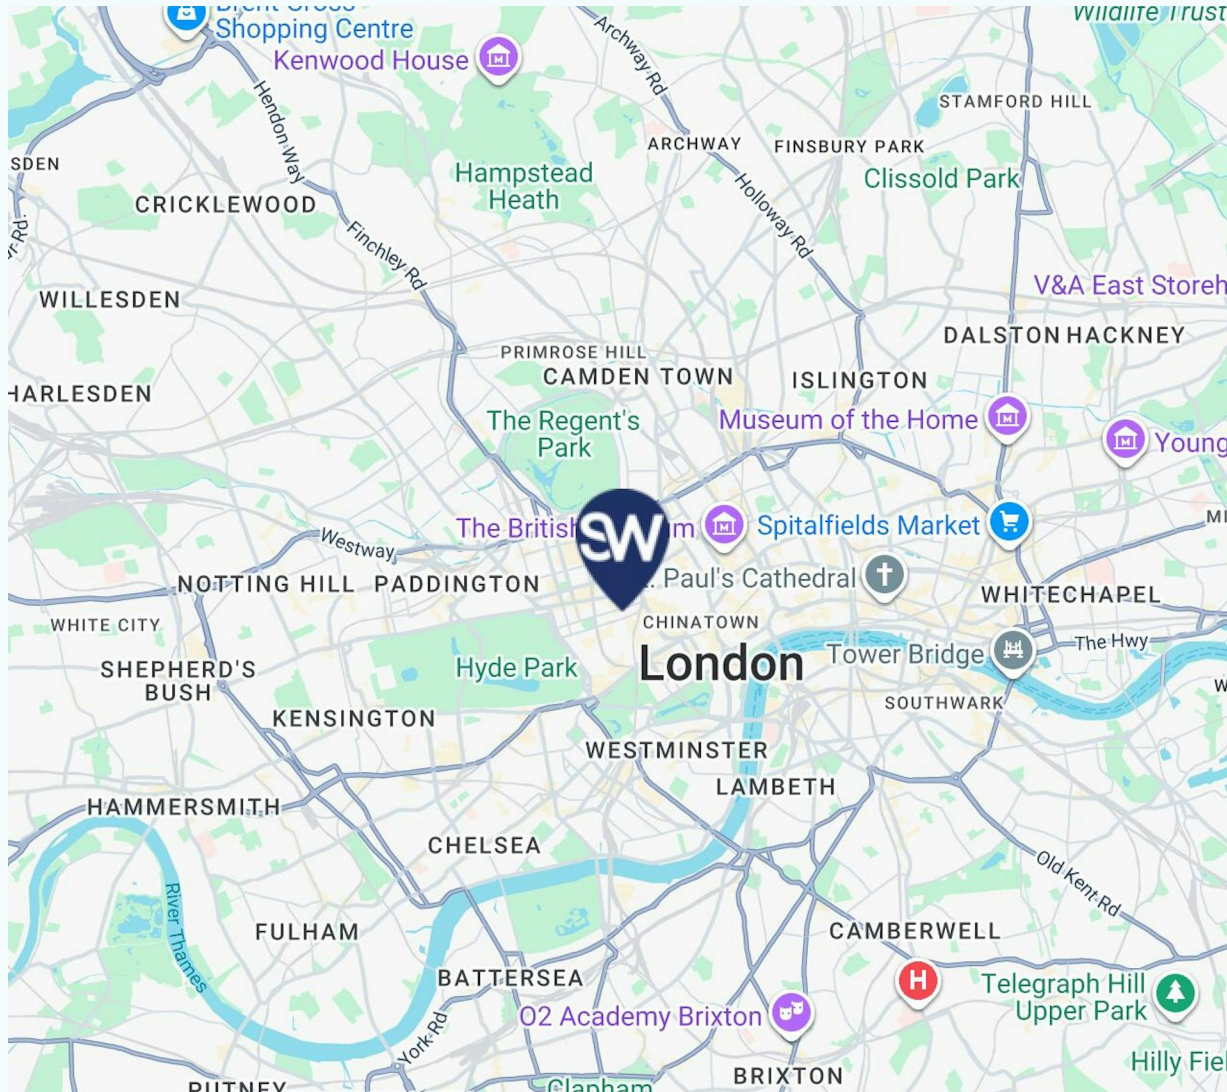 Shopping Centre
Kenwood House
Hendon Way
Archway Rd
STAMFORD HILL
ARCHWAY
FINSBURY PARK
SDEN
Hampstead
Heath
Clissold Park
CRICKLEWOOD
Holloway Rd
Finchley Rd
WILLESDEN
V&A East Storeh
DALSTON
HACKNEY
PRIMROSE HILL
CAMDEN TOWN
ISLINGTON
HARLESDEN
The Regent's
Park
Museum of the Home
Young
The British
m
SW
Spitalfields Market
Westway
Paul's Cathedral
NOTTING HILL
PADDINGTON
WHITECHAPEL
WHITE CITY
CHINATOWN
The Hwy
SHEPHERD'S
BUSH
Hyde Park
London
Tower Bridge
SOUTHWARK
KENSINGTON
WESTMINSTER
LAMBETH
HAMMERSMITH
CHELSEA
Old Kent Rd
River Thames
FULHAM
CAMBERWELL
BATTERSEA
H
Telegraph Hill
Upper Park
O2 Academy Brixton
York Rd
Hilly Fiel
BRIXTON
PUTNEY
Clapham